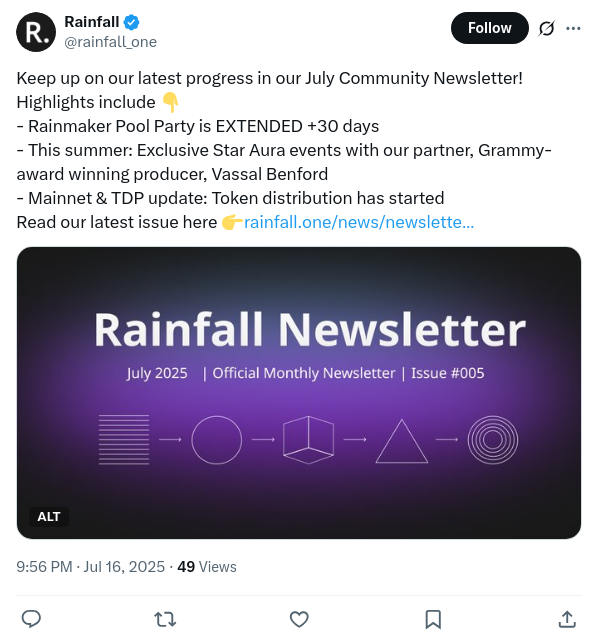 R.
Rainfall
@rainfall_one
Follow
Keep up on our latest progress in our July Community Newsletter!
Highlights include 👇
- Rainmaker Pool Party is EXTENDED +30 days
- This summer: Exclusive Star Aura events with our partner, Grammy-
award winning producer, Vassal Benford
- Mainnet & TDP update: Token distribution has started
Read our latest issue here 👉rainfall.one/news/newslette...
Rainfall Newsletter
July 2025 | Official Monthly Newsletter | Issue #005
ALT
9:56 PM · Jul 16, 2025 · 49 Views